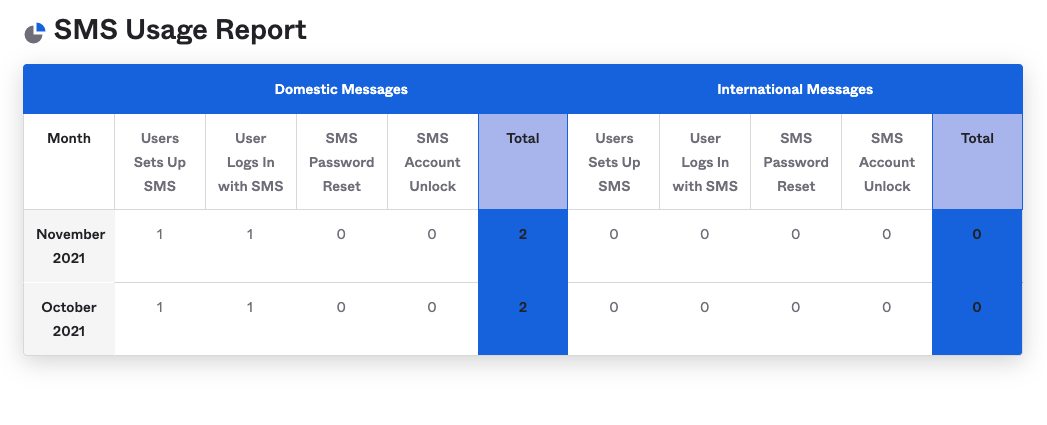 SMS Usage Report
Domestic Messages International Messages
Month Users User SMS SMS Total Users User SMS SMS Total
Sets Up Logs In Password Account Sets Up Logs In Password Account
SMS with SMS Reset Unlock SMS with SMS Reset Unlock
November 1 1 0 0 2 0 0 0 0 0
2021
October 1 1 0 0 2 0 0 0 0 0
2021